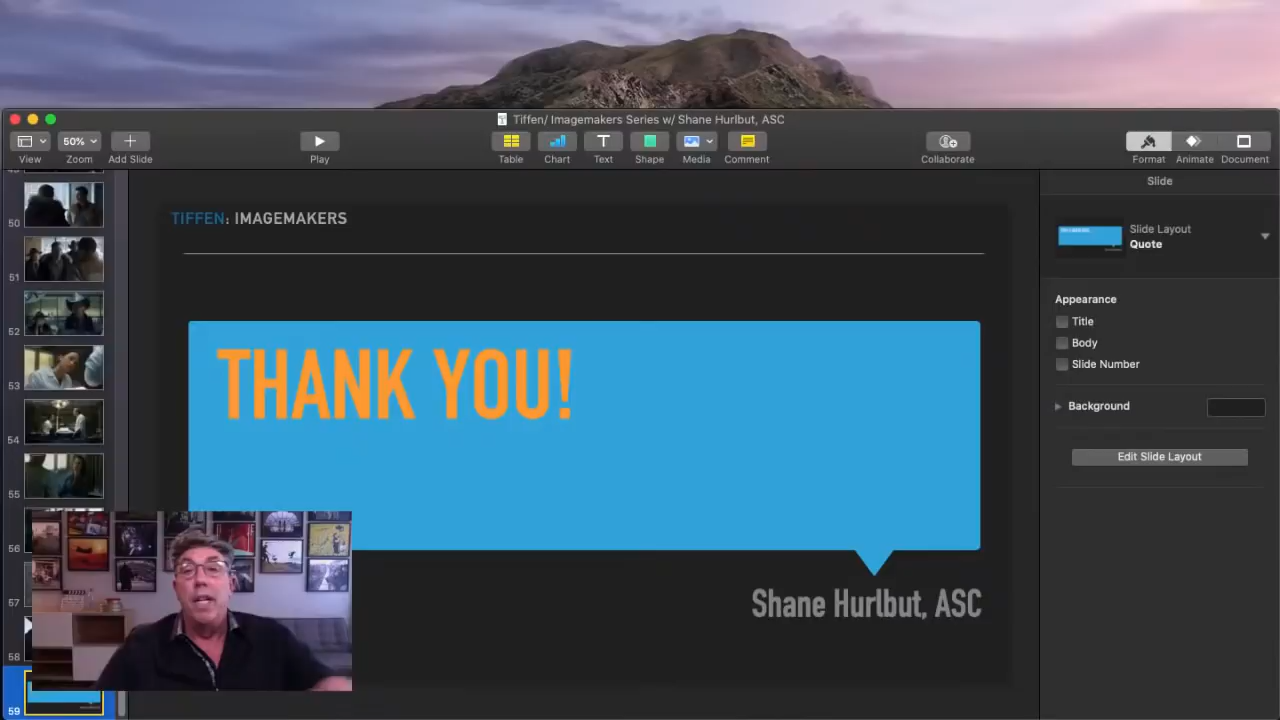 Tiffen/ Imagemakers Series w/ Shane Hurlbut, ASC
50%
View
Zoom
Add Slide
Play
Table
Chart
Text
Shape
Media
Comment
Collaborate
Format
Animate
Document
Slide
50
51
52
53
54
55
56
57
58
59
TIFFEN: IMAGEMAKERS
THANK YOU!
Shane Hurlbut, ASC
Slide Layout
Quote
Appearance
Title
Body
Slide Number
Background
Edit Slide Layout